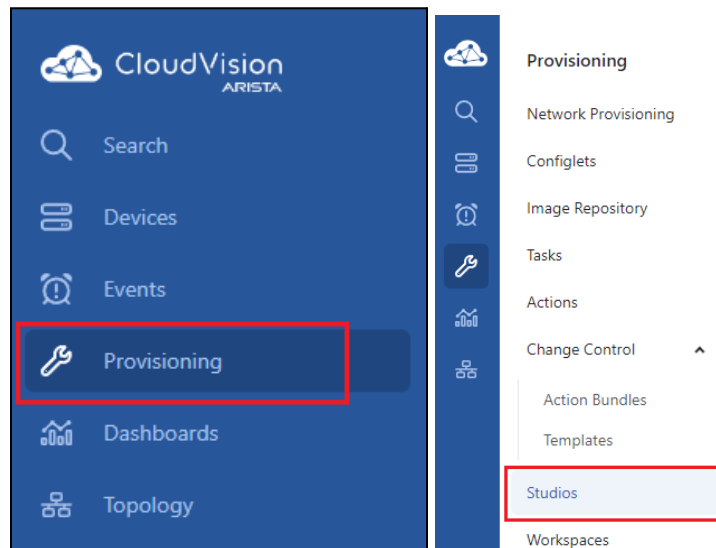 CloudVision
ARISTA
Search
Devices
Events
Provisioning
Dashboards
Topology
Provisioning
Network Provisioning
Configlets
Image Repository
Tasks
Actions
Change Control
Action Bundles
Templates
Studios
Workspaces